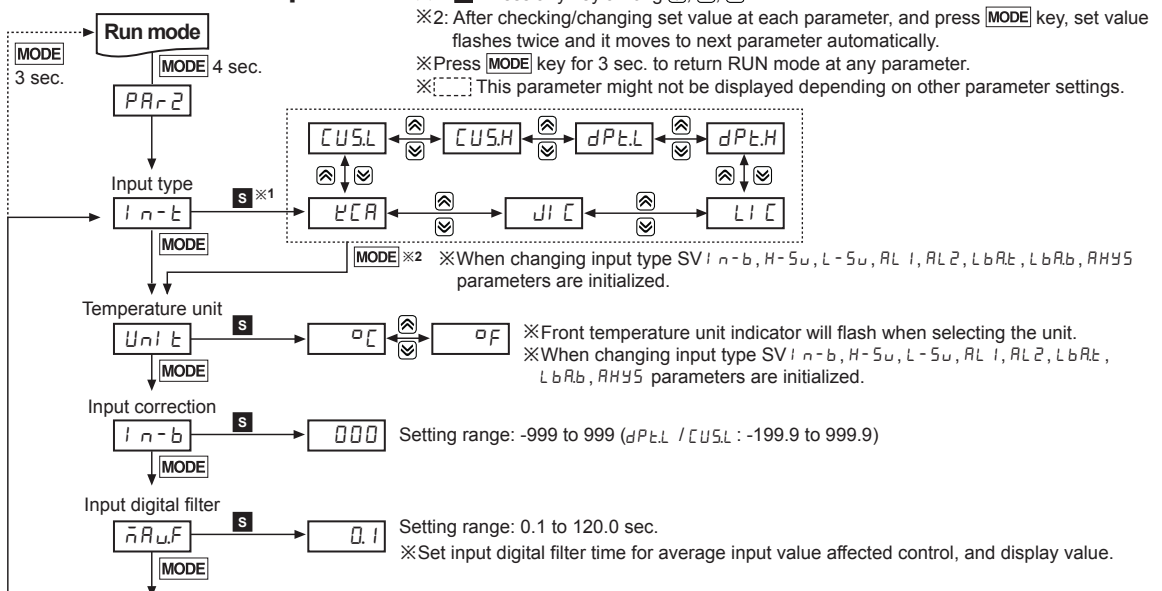 ※2: After checking/changing set value at each parameter, and press MODE key, set value
flashes twice and it moves to next parameter automatically.
※Press MODE key for 3 sec. to return RUN mode at any parameter.
※ This parameter might not be displayed depending on other parameter settings.
Run mode
MODE
3 sec.
MODE 4 sec.
PAr2
CUS.L
CUS.H
dPt.L
dPt.H
Input type
In-t
S ※1
KCA
JI C
LI C
MODE
MODE ※2 ※When changing input type SV In-b, H-Su, L-Su, AL1, AL2, LbA.t, LbA.b, AHYS
parameters are initialized.
Temperature unit
UnIt
S
°C
°F
※Front temperature unit indicator will flash when selecting the unit.
※When changing input type SV In-b, H-Su, L-Su, AL1, AL2, LbA.t,
LbA.b, AHYS parameters are initialized.
MODE
Input correction
In-b
S
000
Setting range: -999 to 999 (dPt.L / CUS.L : -199.9 to 999.9)
MODE
Input digital filter
MAu.F
S
0.1
Setting range: 0.1 to 120.0 sec.
※Set input digital filter time for average input value affected control, and display value.
MODE